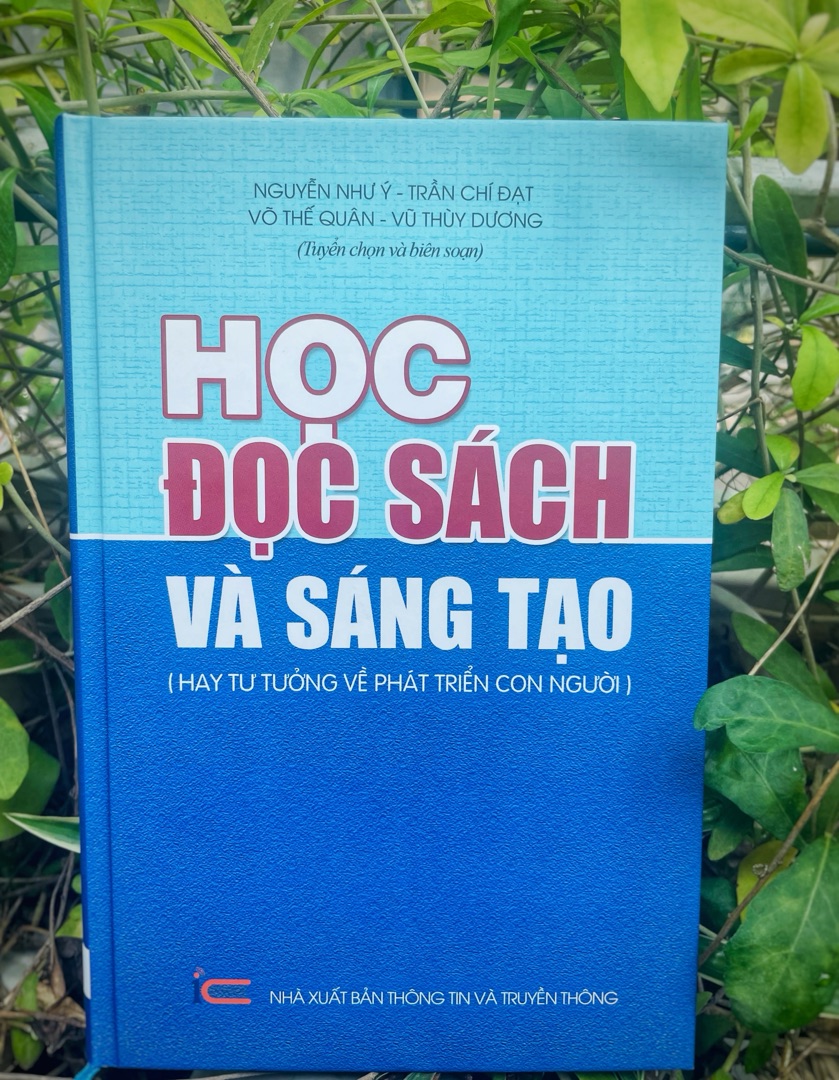 NGUYỄN NHƯ Ý - TRẦN CHÍ ĐẠT
VÕ THẾ QUÂN - VŨ THÙY DƯƠNG
(Tuyển chọn và biên soạn)
HỌC
ĐỌC SÁCH
VÀ SÁNG TẠO
( HAY TƯ TƯỞNG VỀ PHÁT TRIỂN CON NGƯỜI )
ic NHÀ XUẤT BẢN THÔNG TIN VÀ TRUYỀN THÔNG